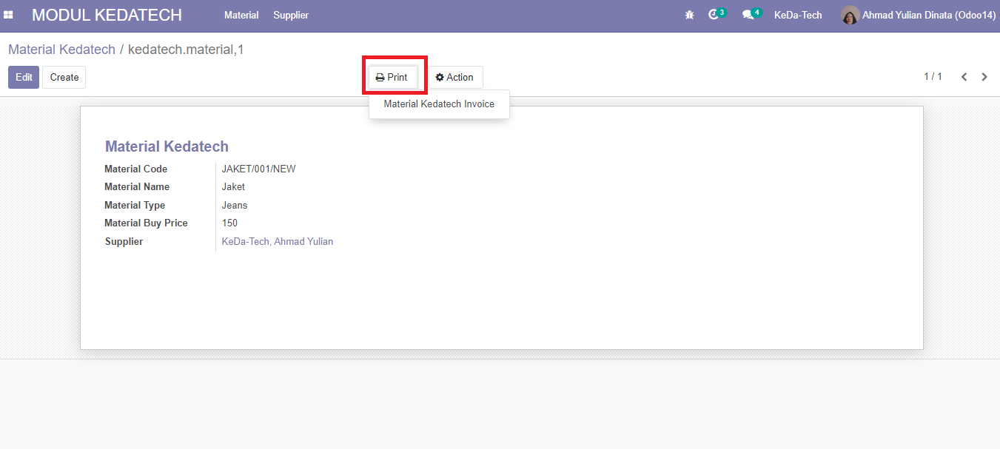 MODUL KEDATECH Material Supplier 3 4 KeDa-Tech Ahmad Yulian Dinata (Odoo14)
Material Kedatech / kedatech.material,1
Edit Create Print Action 1 / 1
Material Kedatech Invoice
Material Kedatech
Material Code JAKET/001/NEW
Material Name Jaket
Material Type Jeans
Material Buy Price 150
Supplier KeDa-Tech, Ahmad Yulian